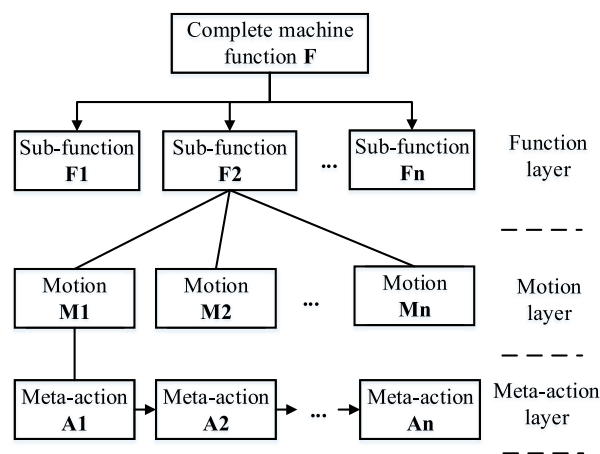 Complete machine
function F
Sub-function
F1
Sub-function
F2
...
Sub-function
Fn
Function
layer
Motion
M1
Motion
M2
...
Motion
Mn
Motion
layer
Meta-action
A1
Meta-action
A2
...
Meta-action
An
Meta-action
layer